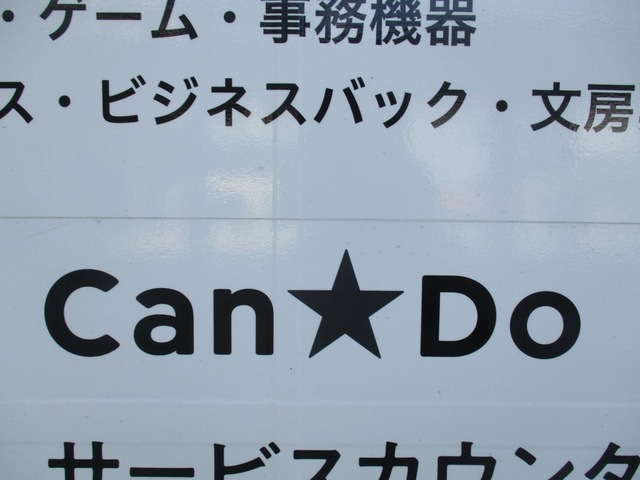 ・ゲーム・事務機器
ス・ビジネスバック・文房
Can★Do
サービスカウンタ